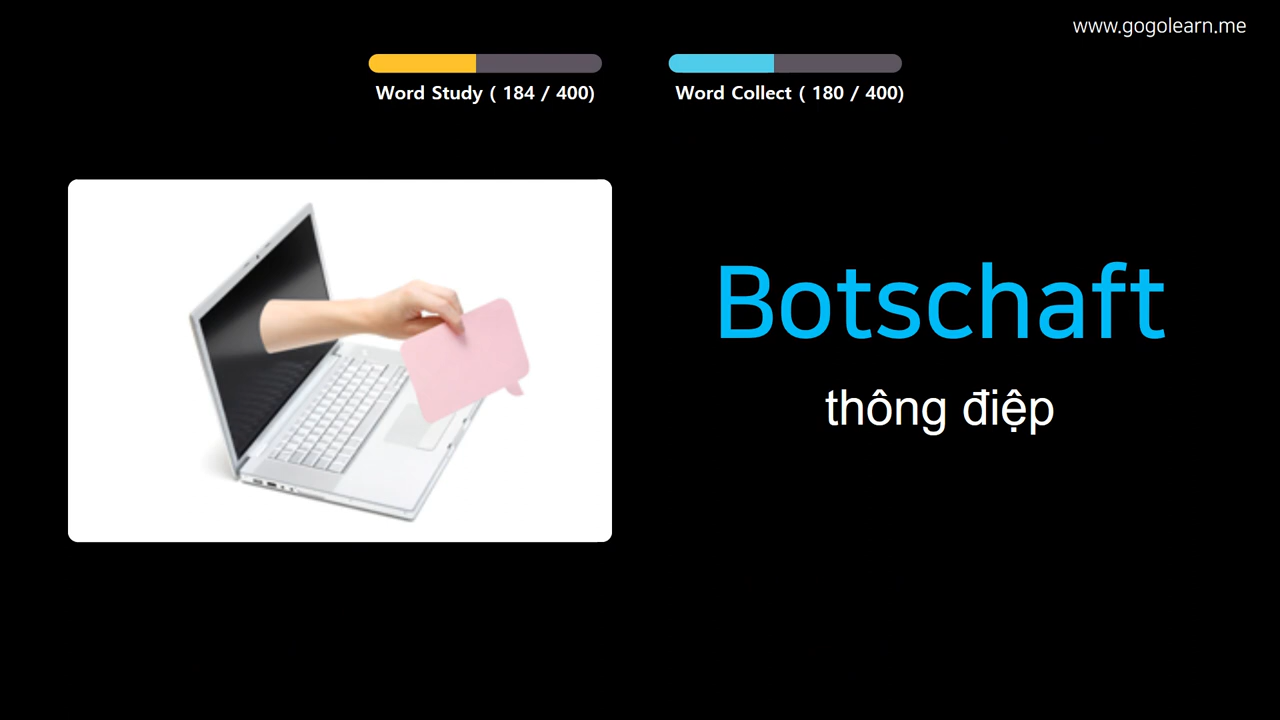 www.gogolearn.me
Word Study ( 184 / 400)
Word Collect ( 180 / 400)
Botschaft
thông điệp